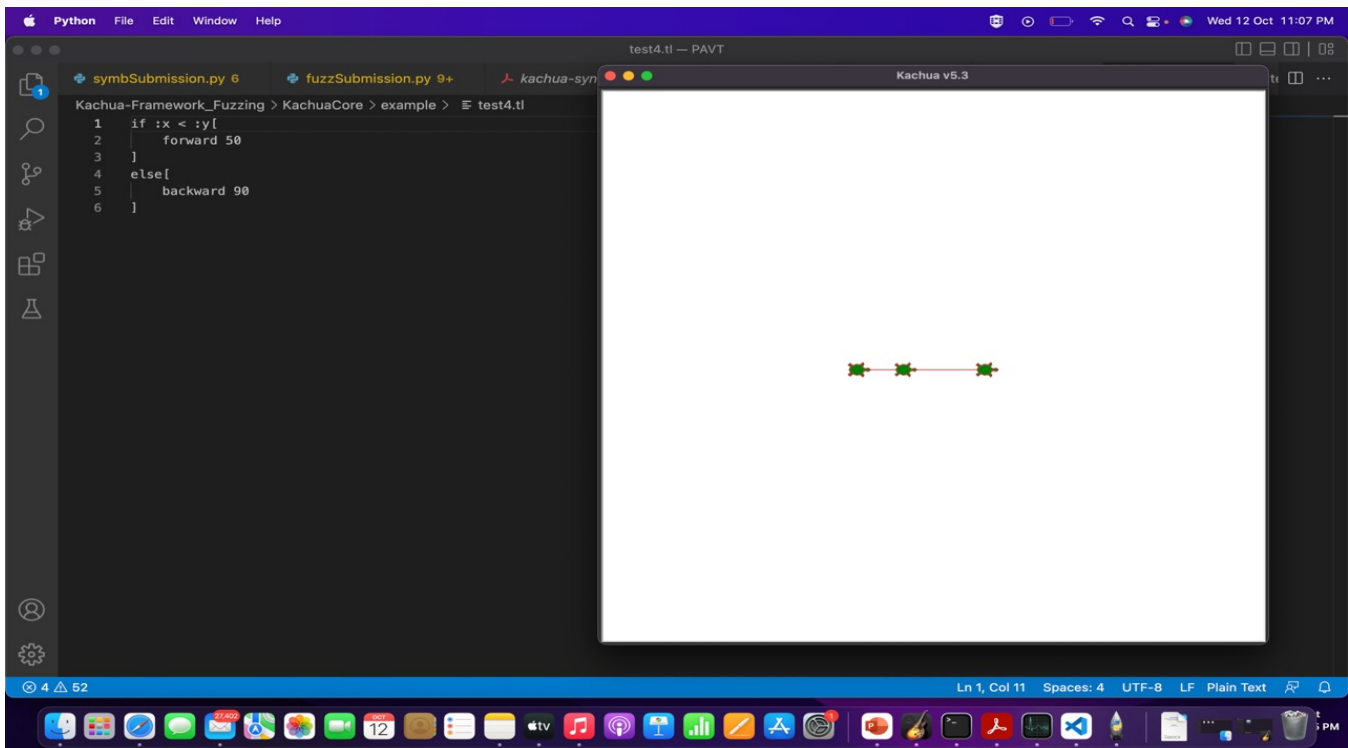 Python File Edit Window Help
Wed 12 Oct 11:07 PM
test4.tl — PAVT
symbSubmission.py 6 fuzzSubmission.py 9+ kachua-syn
Kachua v5.3
Kachua-Framework_Fuzzing > KachuaCore > example > test4.tl
1 if :x < :y[
2 forward 50
3 ]
4 else[
5 backward 90
6 ]
1
4 52
Ln 1, Col 11 Spaces: 4 UTF-8 LF Plain Text
27,402
OCT
12
tv
1
PM